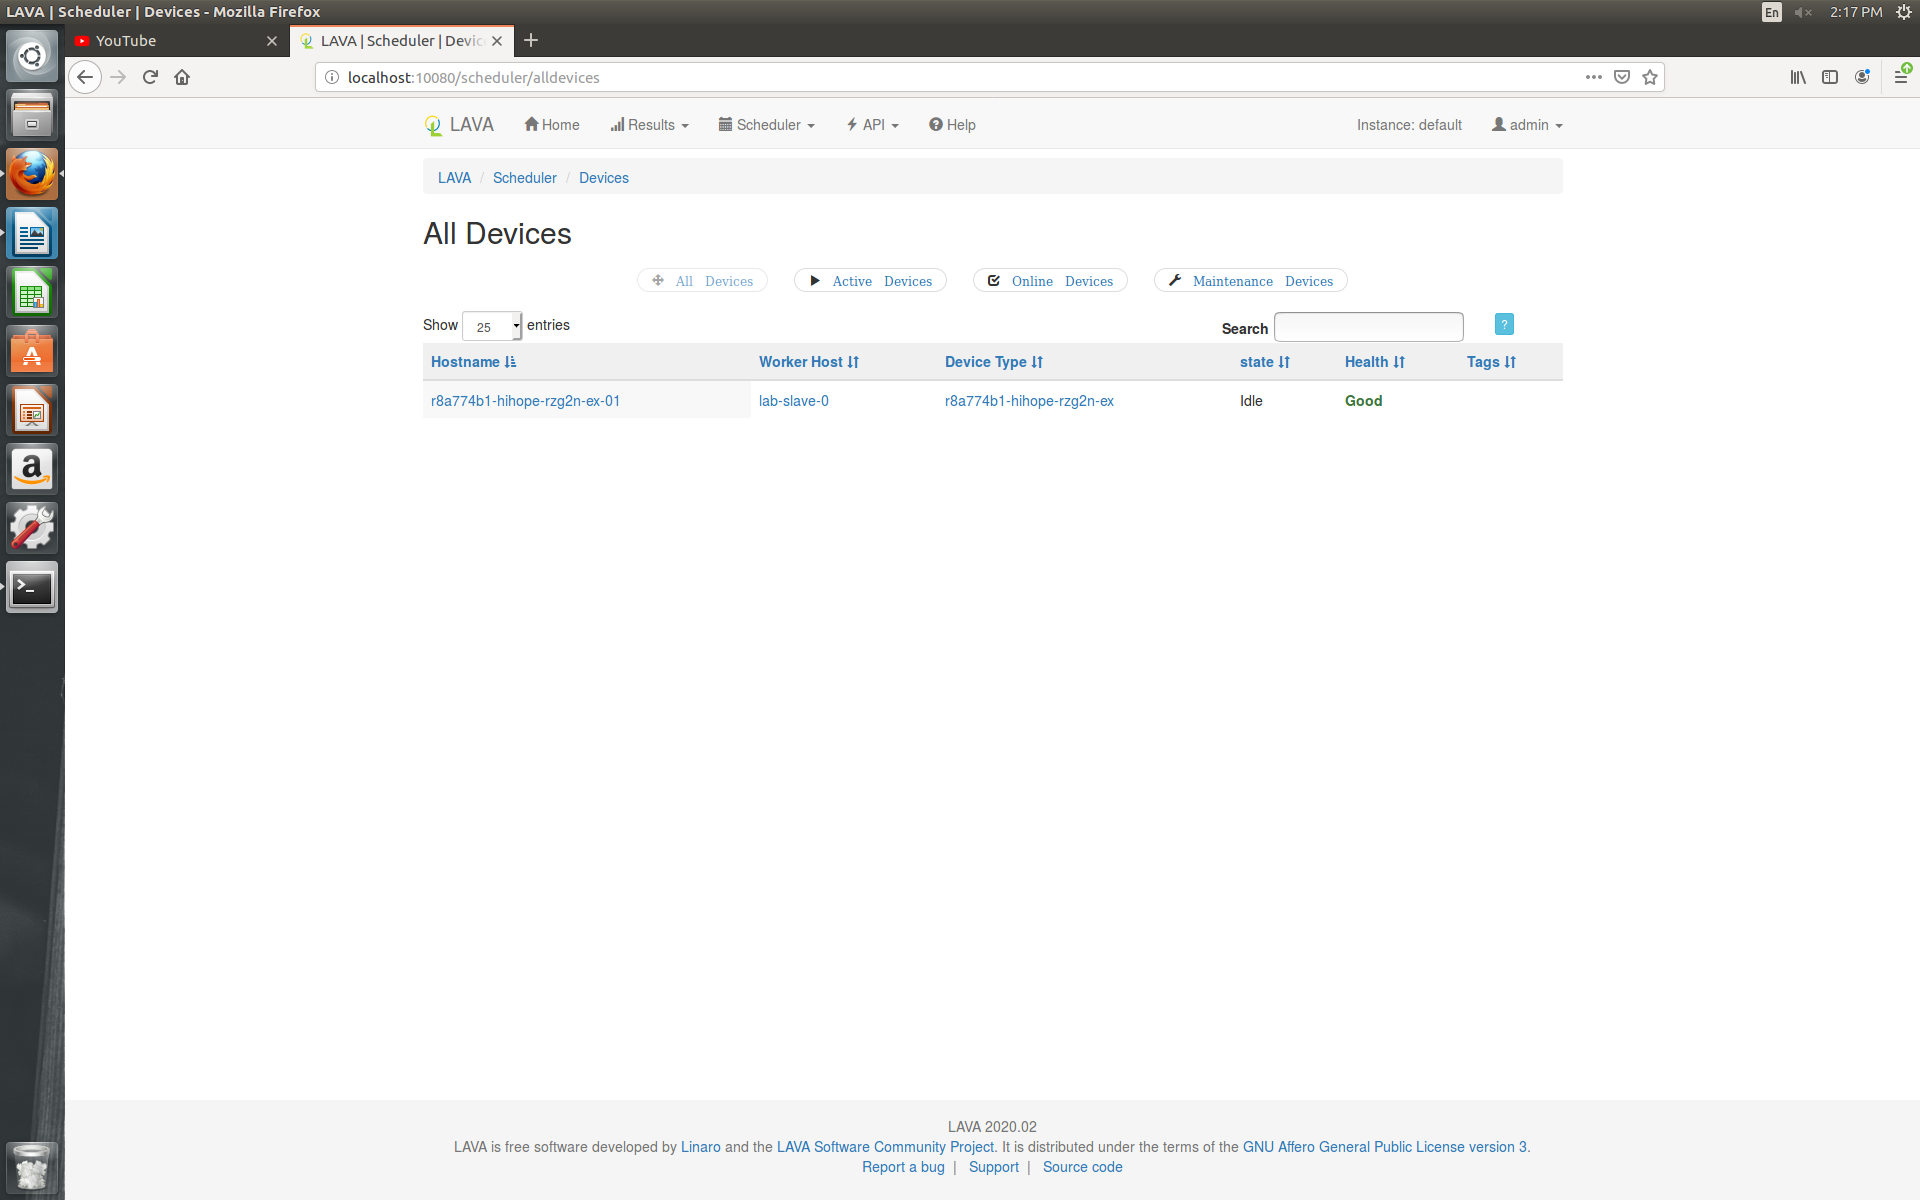 LAVA | Scheduler | Devices - Mozilla Firefox
En
2:17 PM
YouTube
LAVA | Scheduler | Devic
localhost:10080/scheduler/alldevices
LAVA
Home
Results
Scheduler
API
Help
Instance: default
admin
LAVA / Scheduler / Devices
All Devices
All Devices
Active Devices
Online Devices
Maintenance Devices
Show 25 entries
Search
?
Hostname Worker Host Device Type state Health Tags
r8a774b1-hihope-rzg2n-ex-01 lab-slave-0 r8a774b1-hihope-rzg2n-ex Idle Good
LAVA 2020.02
LAVA is free software developed by Linaro and the LAVA Software Community Project. It is distributed under the terms of the GNU Affero General Public License version 3.
Report a bug | Support | Source code